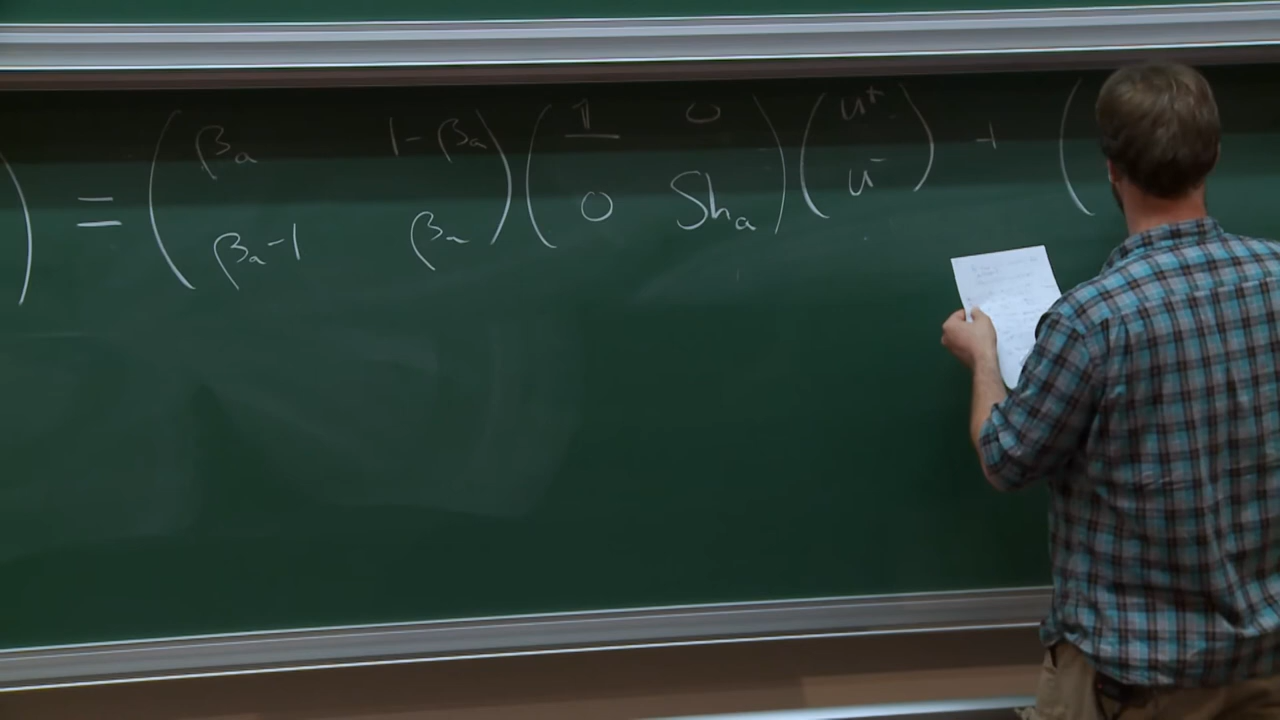 ) = ( βₐ 1-βₐ ) ( 𝟙 0 ) ( u⁺ ) + (
βₐ-1 βₐ 0 Shₐ u⁻